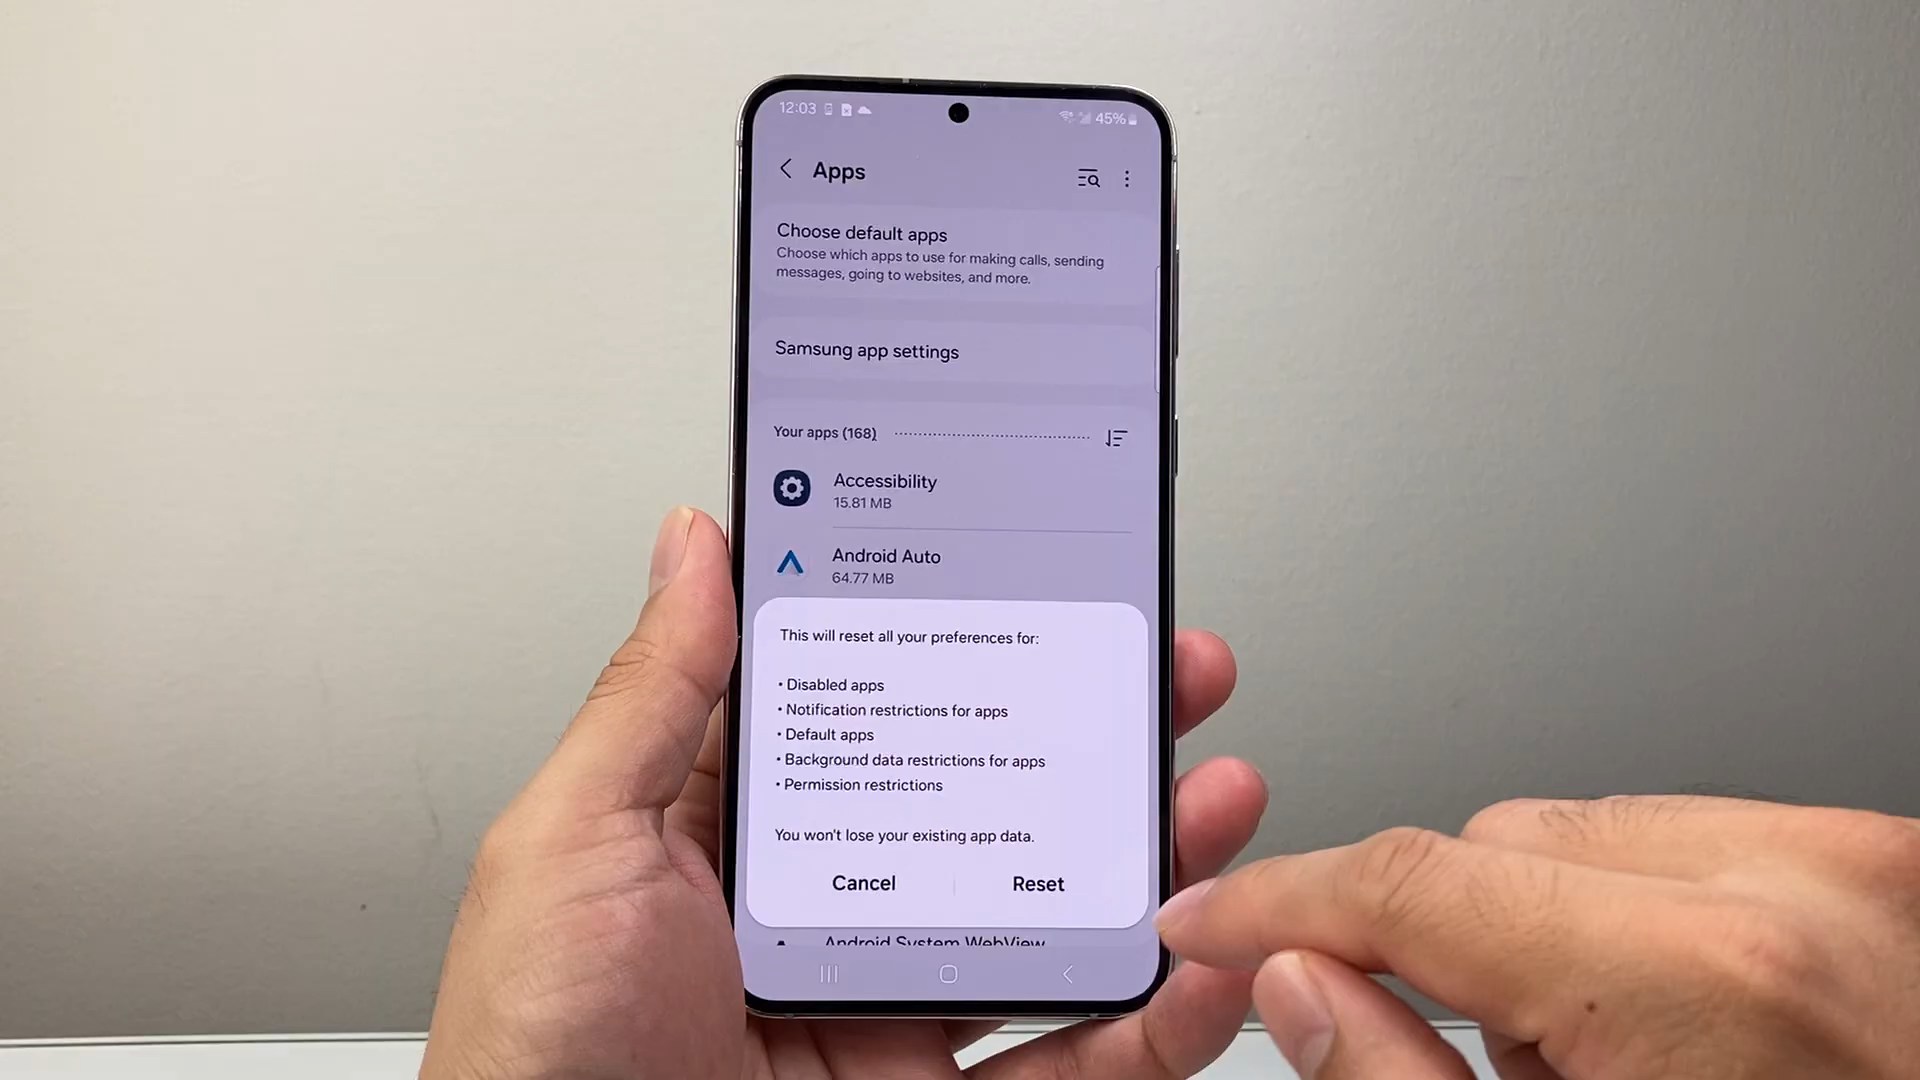 12:03
45%
Apps
Choose default apps
Choose which apps to use for making calls, sending
messages, going to websites, and more.
Samsung app settings
Your apps (168)
Accessibility
15.81 MB
Android Auto
64.77 MB
This will reset all your preferences for:
• Disabled apps
• Notification restrictions for apps
• Default apps
• Background data restrictions for apps
• Permission restrictions
You won't lose your existing app data.
Cancel
Reset
Android System WebView